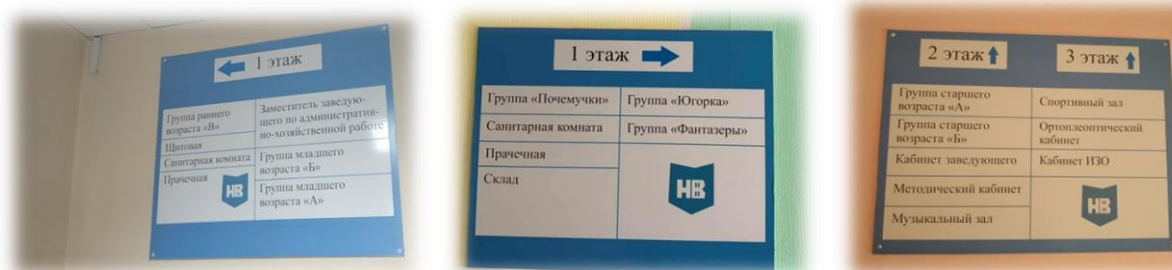 1 этаж
Группа раннего
возраста «В»
Щитовая
Санитарная комната
Прачечная
Заместитель заведую-
щего по административ-
но-хозяйственной работе
Группа младшего
возраста «Б»
Группа младшего
возраста «А»
НВ
1 этаж
Группа «Почемучки»
Группа «Югорка»
Санитарная комната
Группа «Фантазеры»
Прачечная
Склад
НВ
2 этаж
3 этаж
Группа старшего
возраста «А»
Группа старшего
возраста «Б»
Кабинет заведующего
Методический кабинет
Музыкальный зал
Спортивный зал
Ортоплеоптический
кабинет
Кабинет ИЗО
НВ